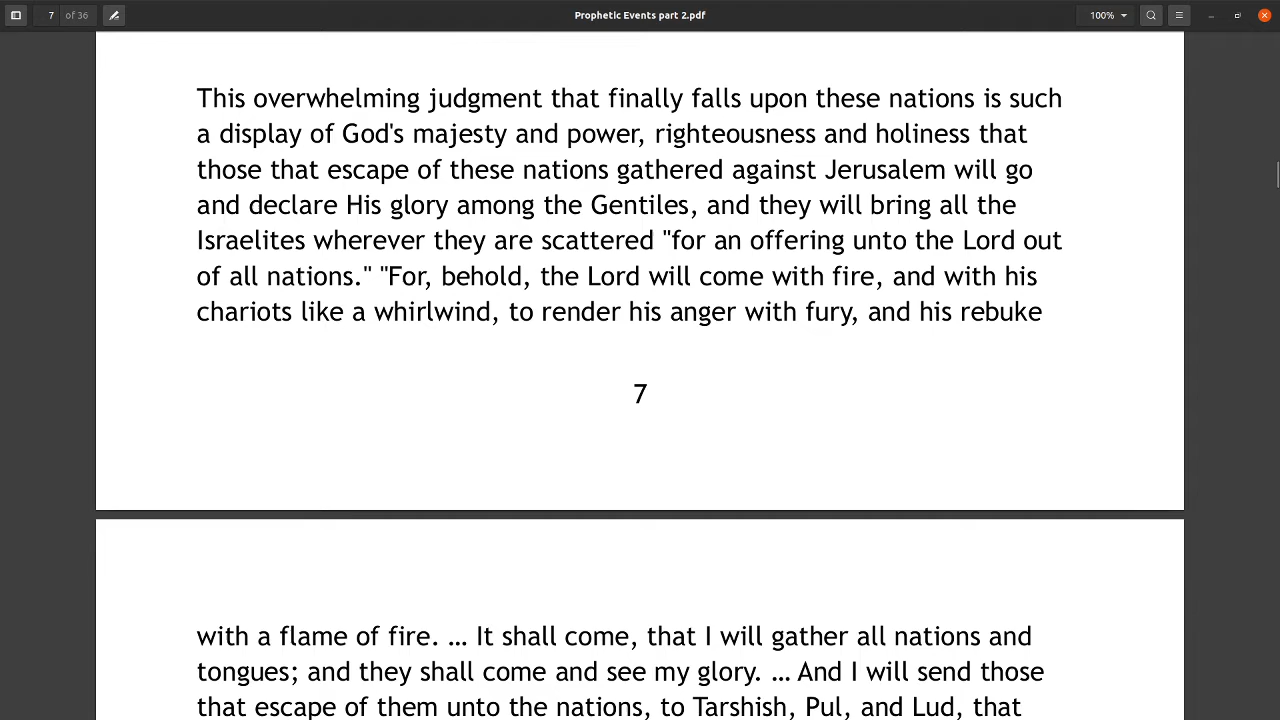 7 of 36
Prophetic Events part 2.pdf
100%
This overwhelming judgment that finally falls upon these nations is such
a display of God's majesty and power, righteousness and holiness that
those that escape of these nations gathered against Jerusalem will go
and declare His glory among the Gentiles, and they will bring all the
Israelites wherever they are scattered "for an offering unto the Lord out
of all nations." "For, behold, the Lord will come with fire, and with his
chariots like a whirlwind, to render his anger with fury, and his rebuke
7
with a flame of fire. … It shall come, that I will gather all nations and
tongues; and they shall come and see my glory. … And I will send those
that escape of them unto the nations, to Tarshish, Pul, and Lud, that